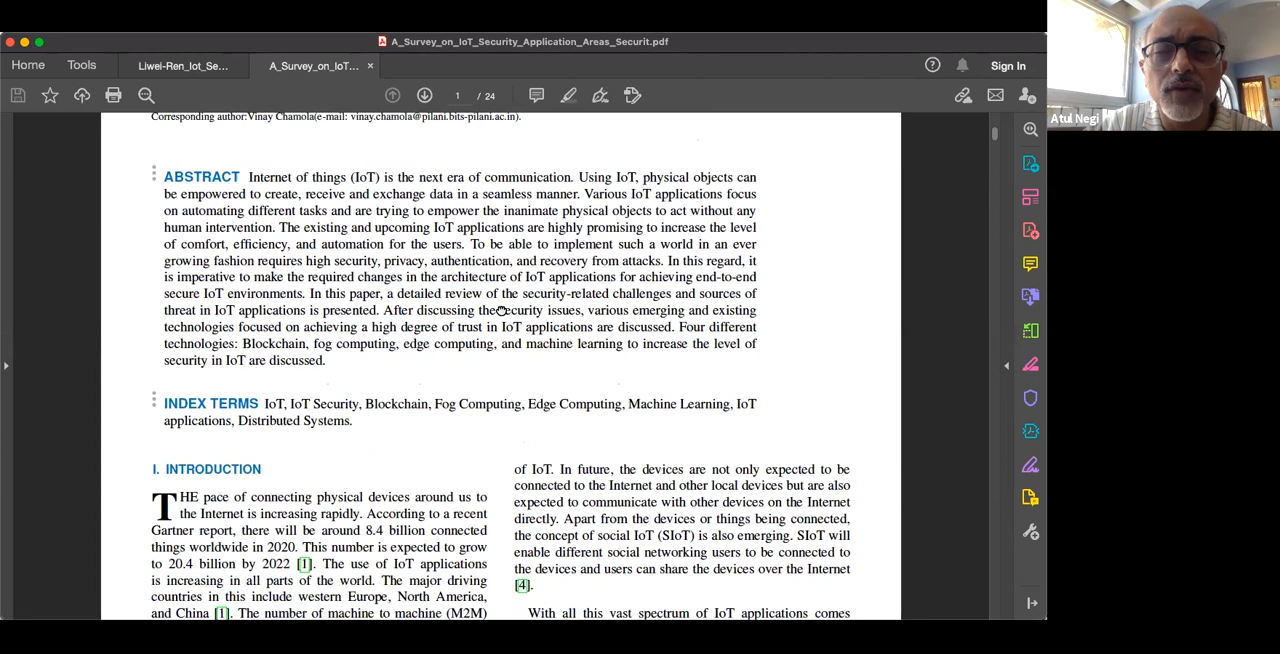 A_Survey_on_IoT_Security_Application_Areas_Securit.pdf
Home Tools Liwei-Ren_Iot_Se... A_Survey_on_IoT... × Sign In
1 / 24
Atul Negi
Corresponding author:Vinay Chamola(e-mail: vinay.chamola@pilani.bits-pilani.ac.in).
ABSTRACT Internet of things (IoT) is the next era of communication. Using IoT, physical objects can
be empowered to create, receive and exchange data in a seamless manner. Various IoT applications focus
on automating different tasks and are trying to empower the inanimate physical objects to act without any
human intervention. The existing and upcoming IoT applications are highly promising to increase the level
of comfort, efficiency, and automation for the users. To be able to implement such a world in an ever
growing fashion requires high security, privacy, authentication, and recovery from attacks. In this regard, it
is imperative to make the required changes in the architecture of IoT applications for achieving end-to-end
secure IoT environments. In this paper, a detailed review of the security-related challenges and sources of
threat in IoT applications is presented. After discussing the security issues, various emerging and existing
technologies focused on achieving a high degree of trust in IoT applications are discussed. Four different
technologies: Blockchain, fog computing, edge computing, and machine learning to increase the level of
security in IoT are discussed.
INDEX TERMS IoT, IoT Security, Blockchain, Fog Computing, Edge Computing, Machine Learning, IoT
applications, Distributed Systems.
I. INTRODUCTION
THE pace of connecting physical devices around us to
the Internet is increasing rapidly. According to a recent
Gartner report, there will be around 8.4 billion connected
things worldwide in 2020. This number is expected to grow
to 20.4 billion by 2022 [1]. The use of IoT applications
is increasing in all parts of the world. The major driving
countries in this include western Europe, North America,
and China [1]. The number of machine to machine (M2M)
of IoT. In future, the devices are not only expected to be
connected to the Internet and other local devices but are also
expected to communicate with other devices on the Internet
directly. Apart from the devices or things being connected,
the concept of social IoT (SIoT) is also emerging. SIoT will
enable different social networking users to be connected to
the devices and users can share the devices over the Internet
[4].
With all this vast spectrum of IoT applications comes